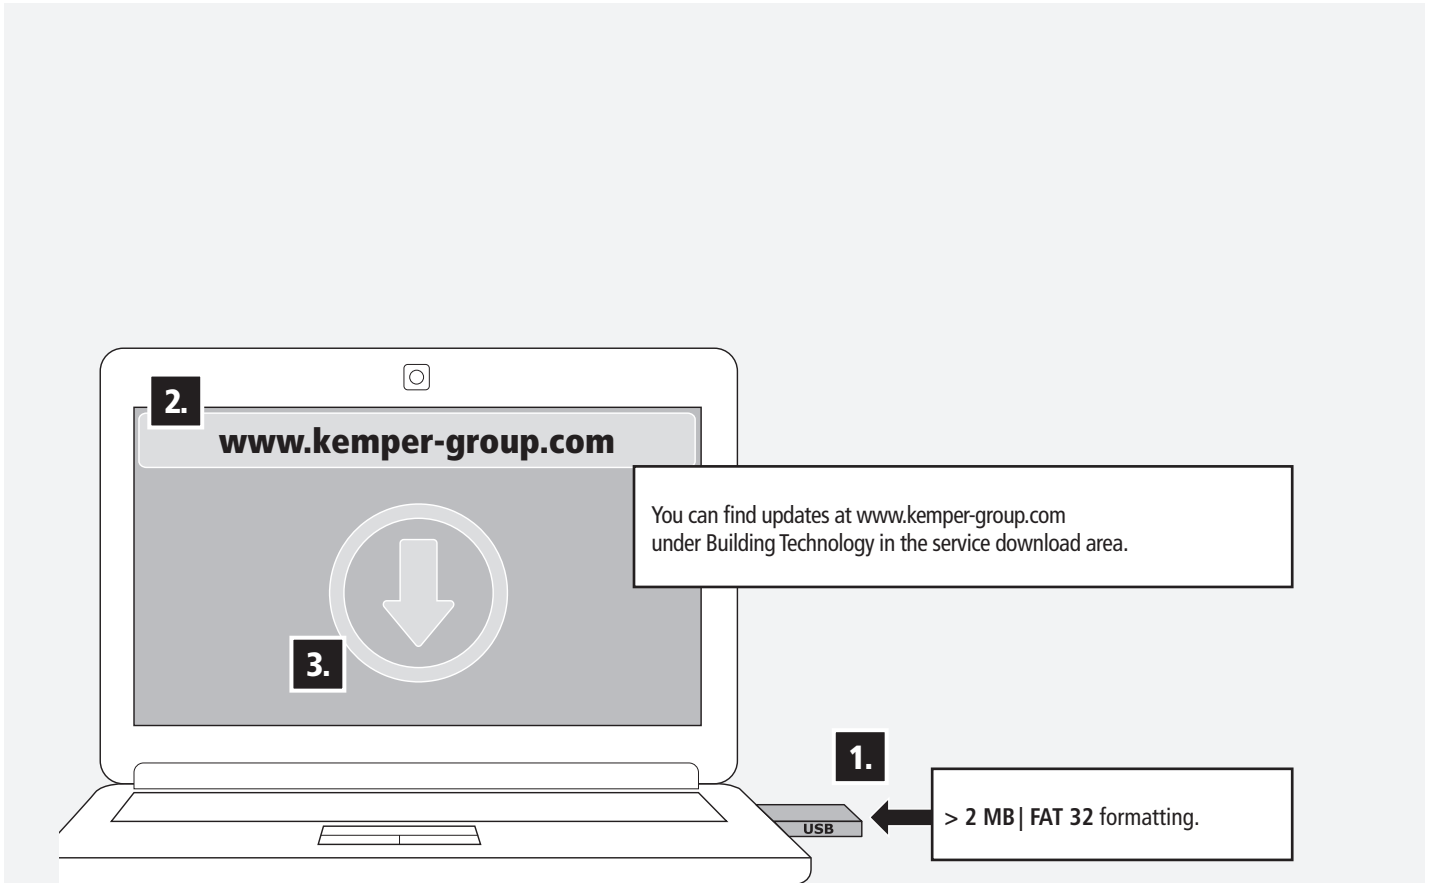 2.
www.kemper-group.com
You can find updates at www.kemper-group.com
under Building Technology in the service download area.
3.
1.
> 2 MB | FAT 32 formatting.
USB